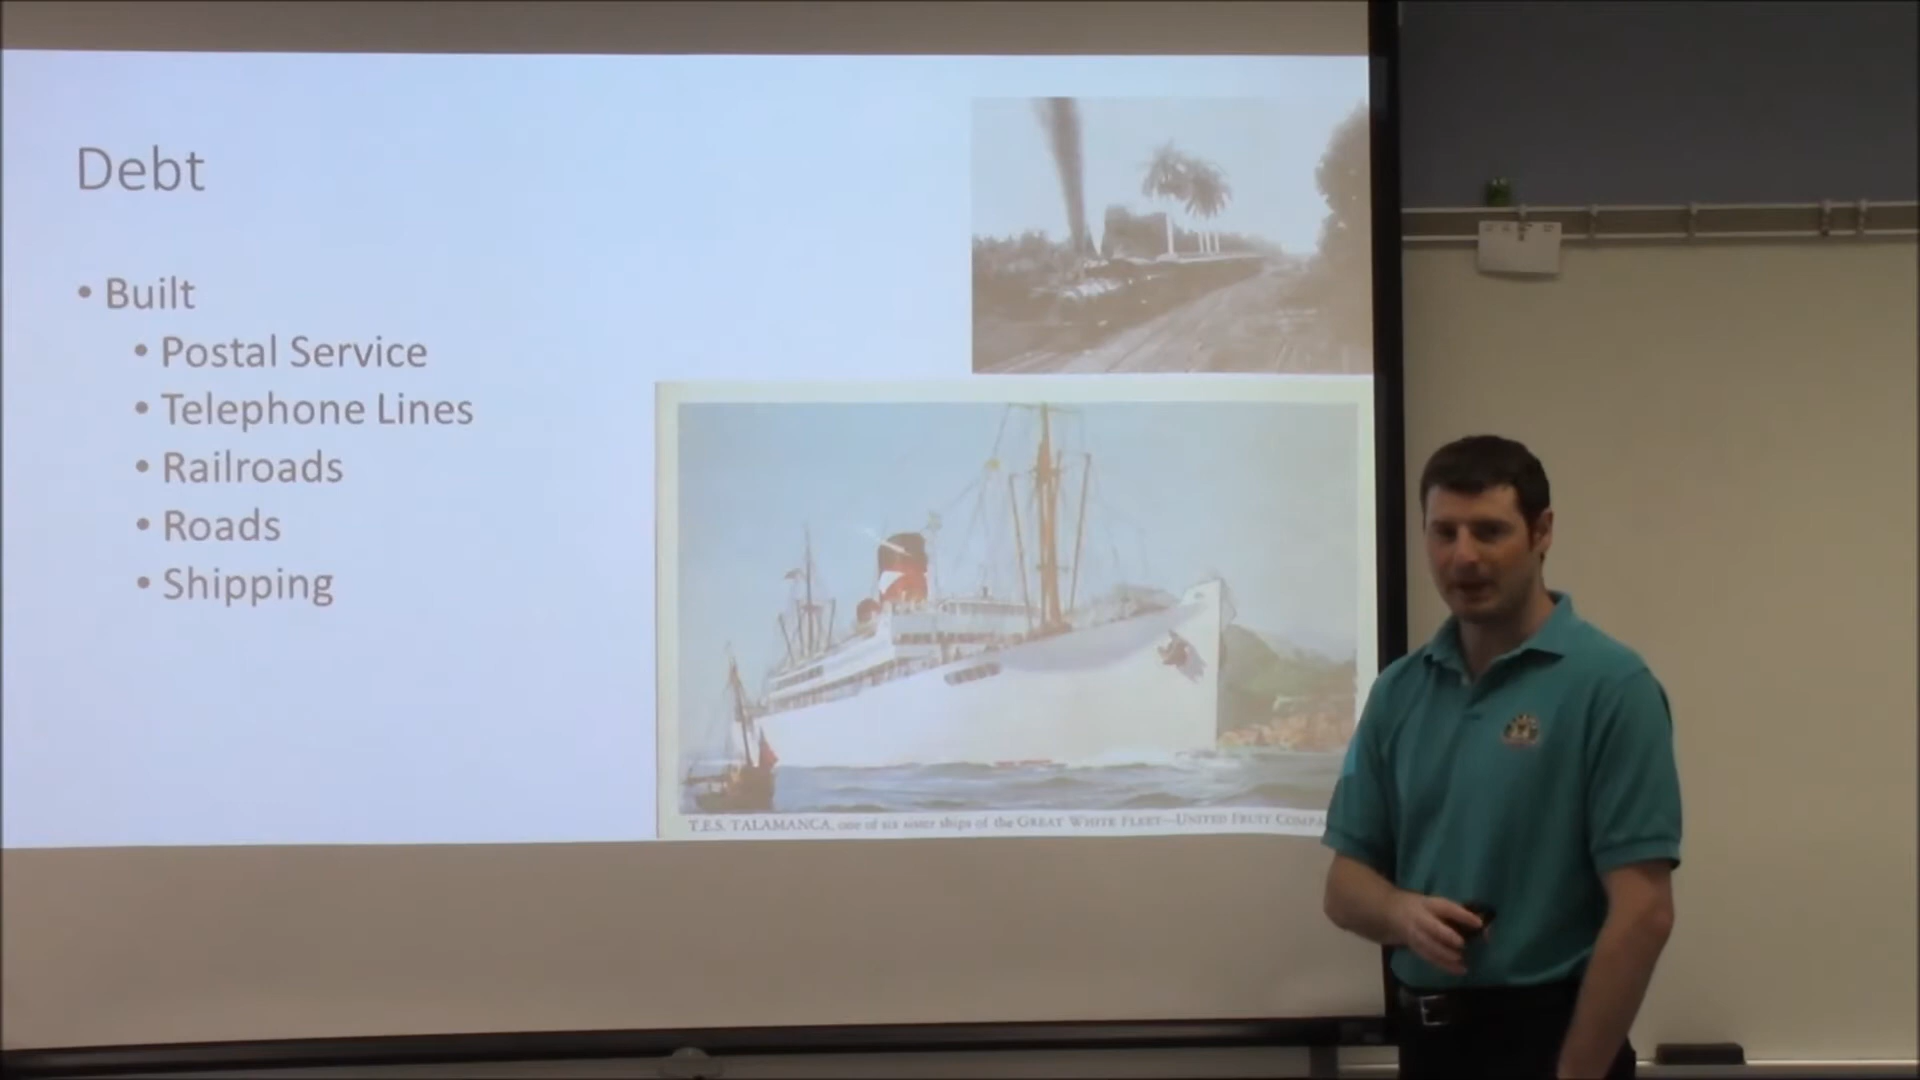 Debt
• Built
• Postal Service
• Telephone Lines
• Railroads
• Roads
• Shipping
T.E.S. TALAMANCA, one of six sister ships of the GREAT WHITE FLEET—UNITED FRUIT COMPA